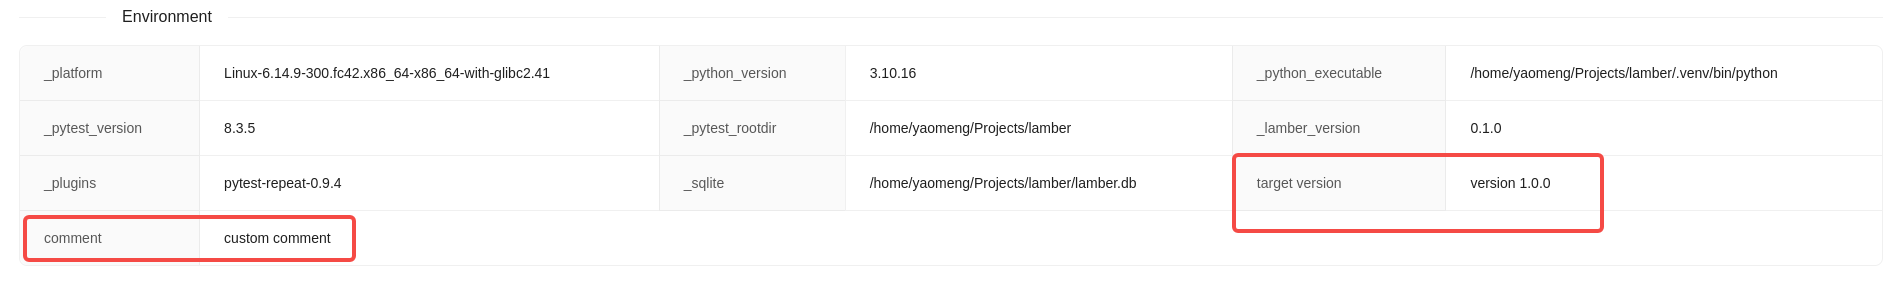 Environment
_platform Linux-6.14.9-300.fc42.x86_64-x86_64-with-glibc2.41 _python_version 3.10.16 _python_executable /home/yaomeng/Projects/lamber/.venv/bin/python
_pytest_version 8.3.5 _pytest_rootdir /home/yaomeng/Projects/lamber _lamber_version 0.1.0
_plugins pytest-repeat-0.9.4 _sqlite /home/yaomeng/Projects/lamber/lamber.db target version version 1.0.0
comment custom comment